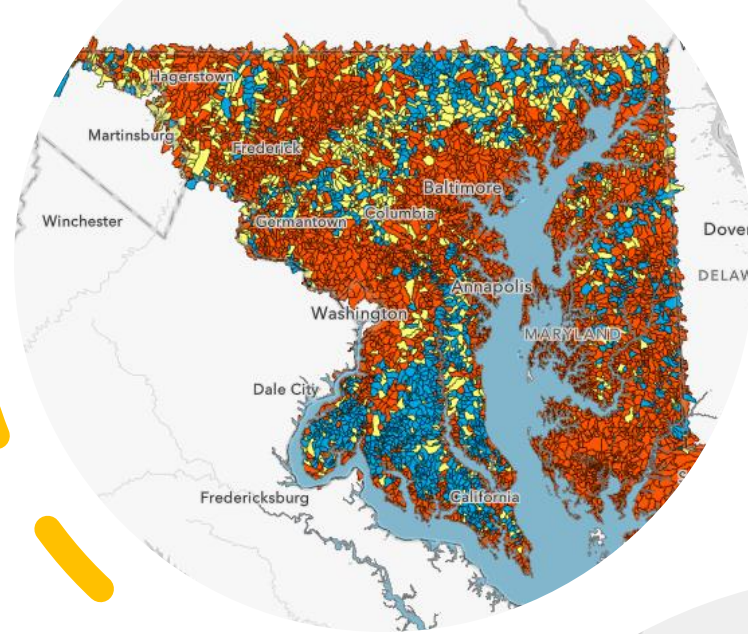 Hagerstown
Martinsburg
Frederick
Baltimore
Winchester
Germantown
Columbia
Dover
DELAW
Annapolis
Washington
MARYLAND
Dale City
Fredericksburg
California
S